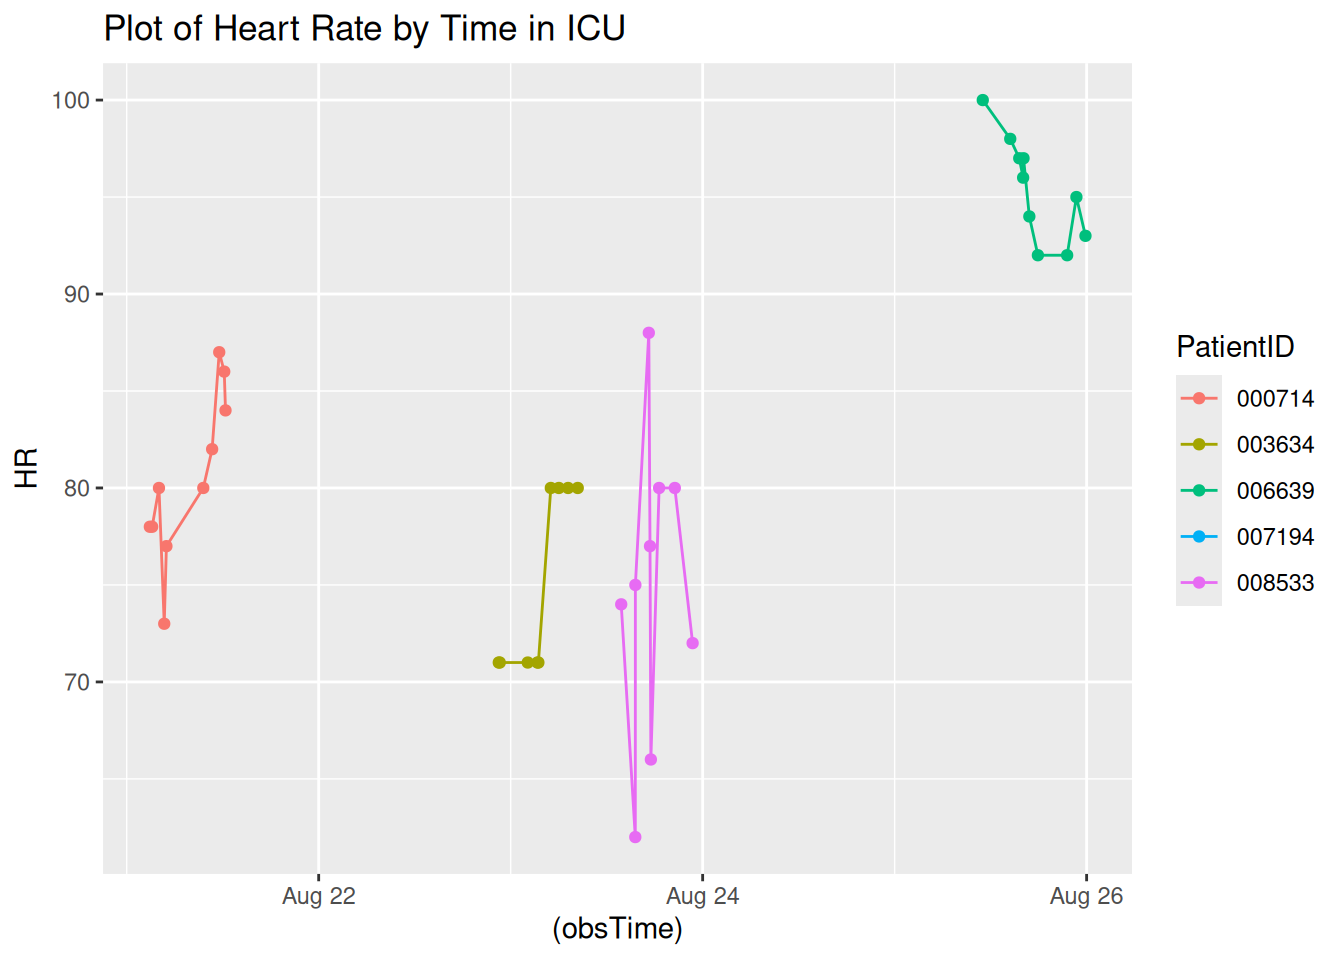 Plot of Heart Rate by Time in ICU
100
90
80
70
HR
Aug 22
Aug 24
Aug 26
(obsTime)
PatientID
000714
003634
006639
007194
008533